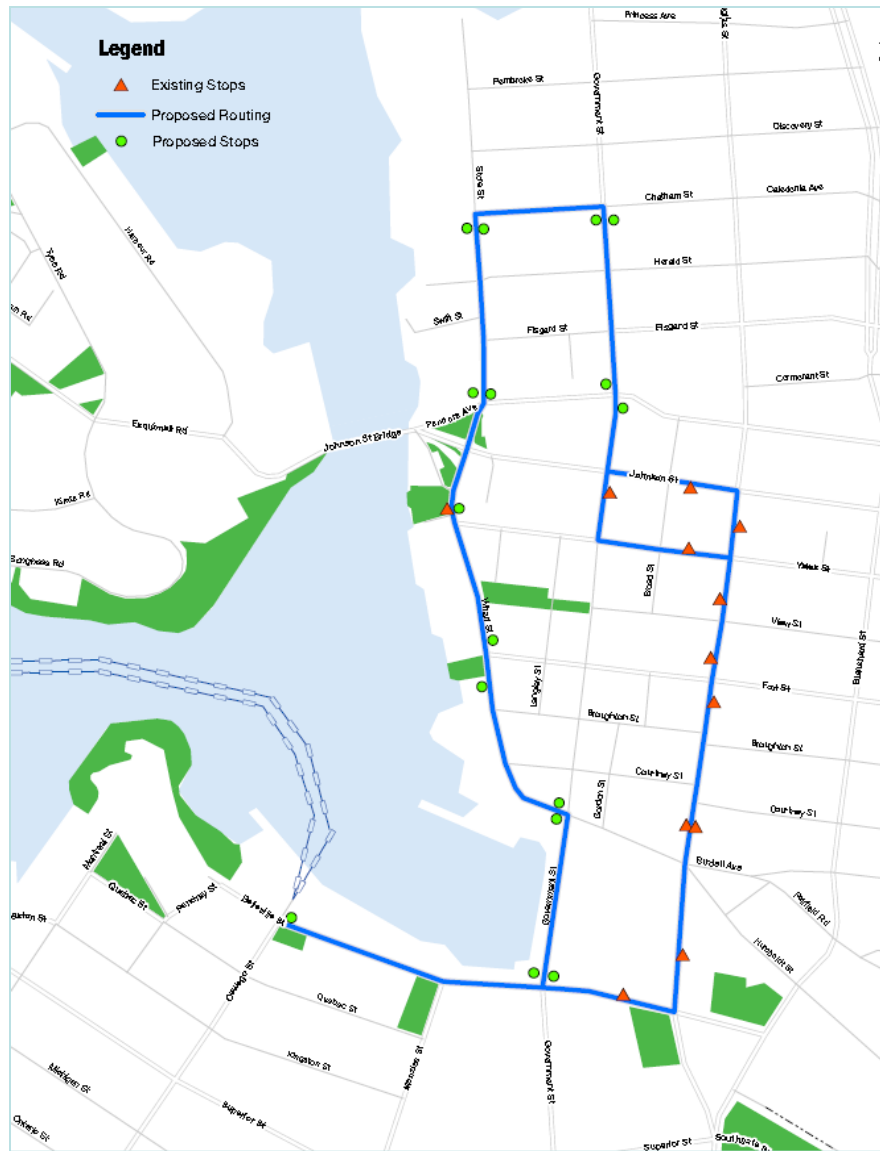 Princess Ave
Legend
Existing Stops
Pembroke St
Government St
Proposed Routing
Discovery St
Proposed Stops
Store St
Chatham St
Caledonia Ave
Harbour Rd
Tyee Rd
Herald St
Swift St
Fisgard St
Fisgard St
Cormorant St
Pandora Ave
Esquimalt Rd
Johnson St Bridge
Johnson St
Kimta Rd
Songhees Rd
Yates St
Broad St
Wharf St
View St
Blanshard St
Langley St
Fort St
Broughton St
Broughton St
Courtney St
Gordon St
Courtney St
Montreal St
Burdett Ave
Quebec St
Pendray St
Belleville St
Government St
Penfield Rd
Humboldt St
Oswego St
Quebec St
Kingston St
Menzies St
Government St
Michigan St
Superior St
Ontario St
Superior St